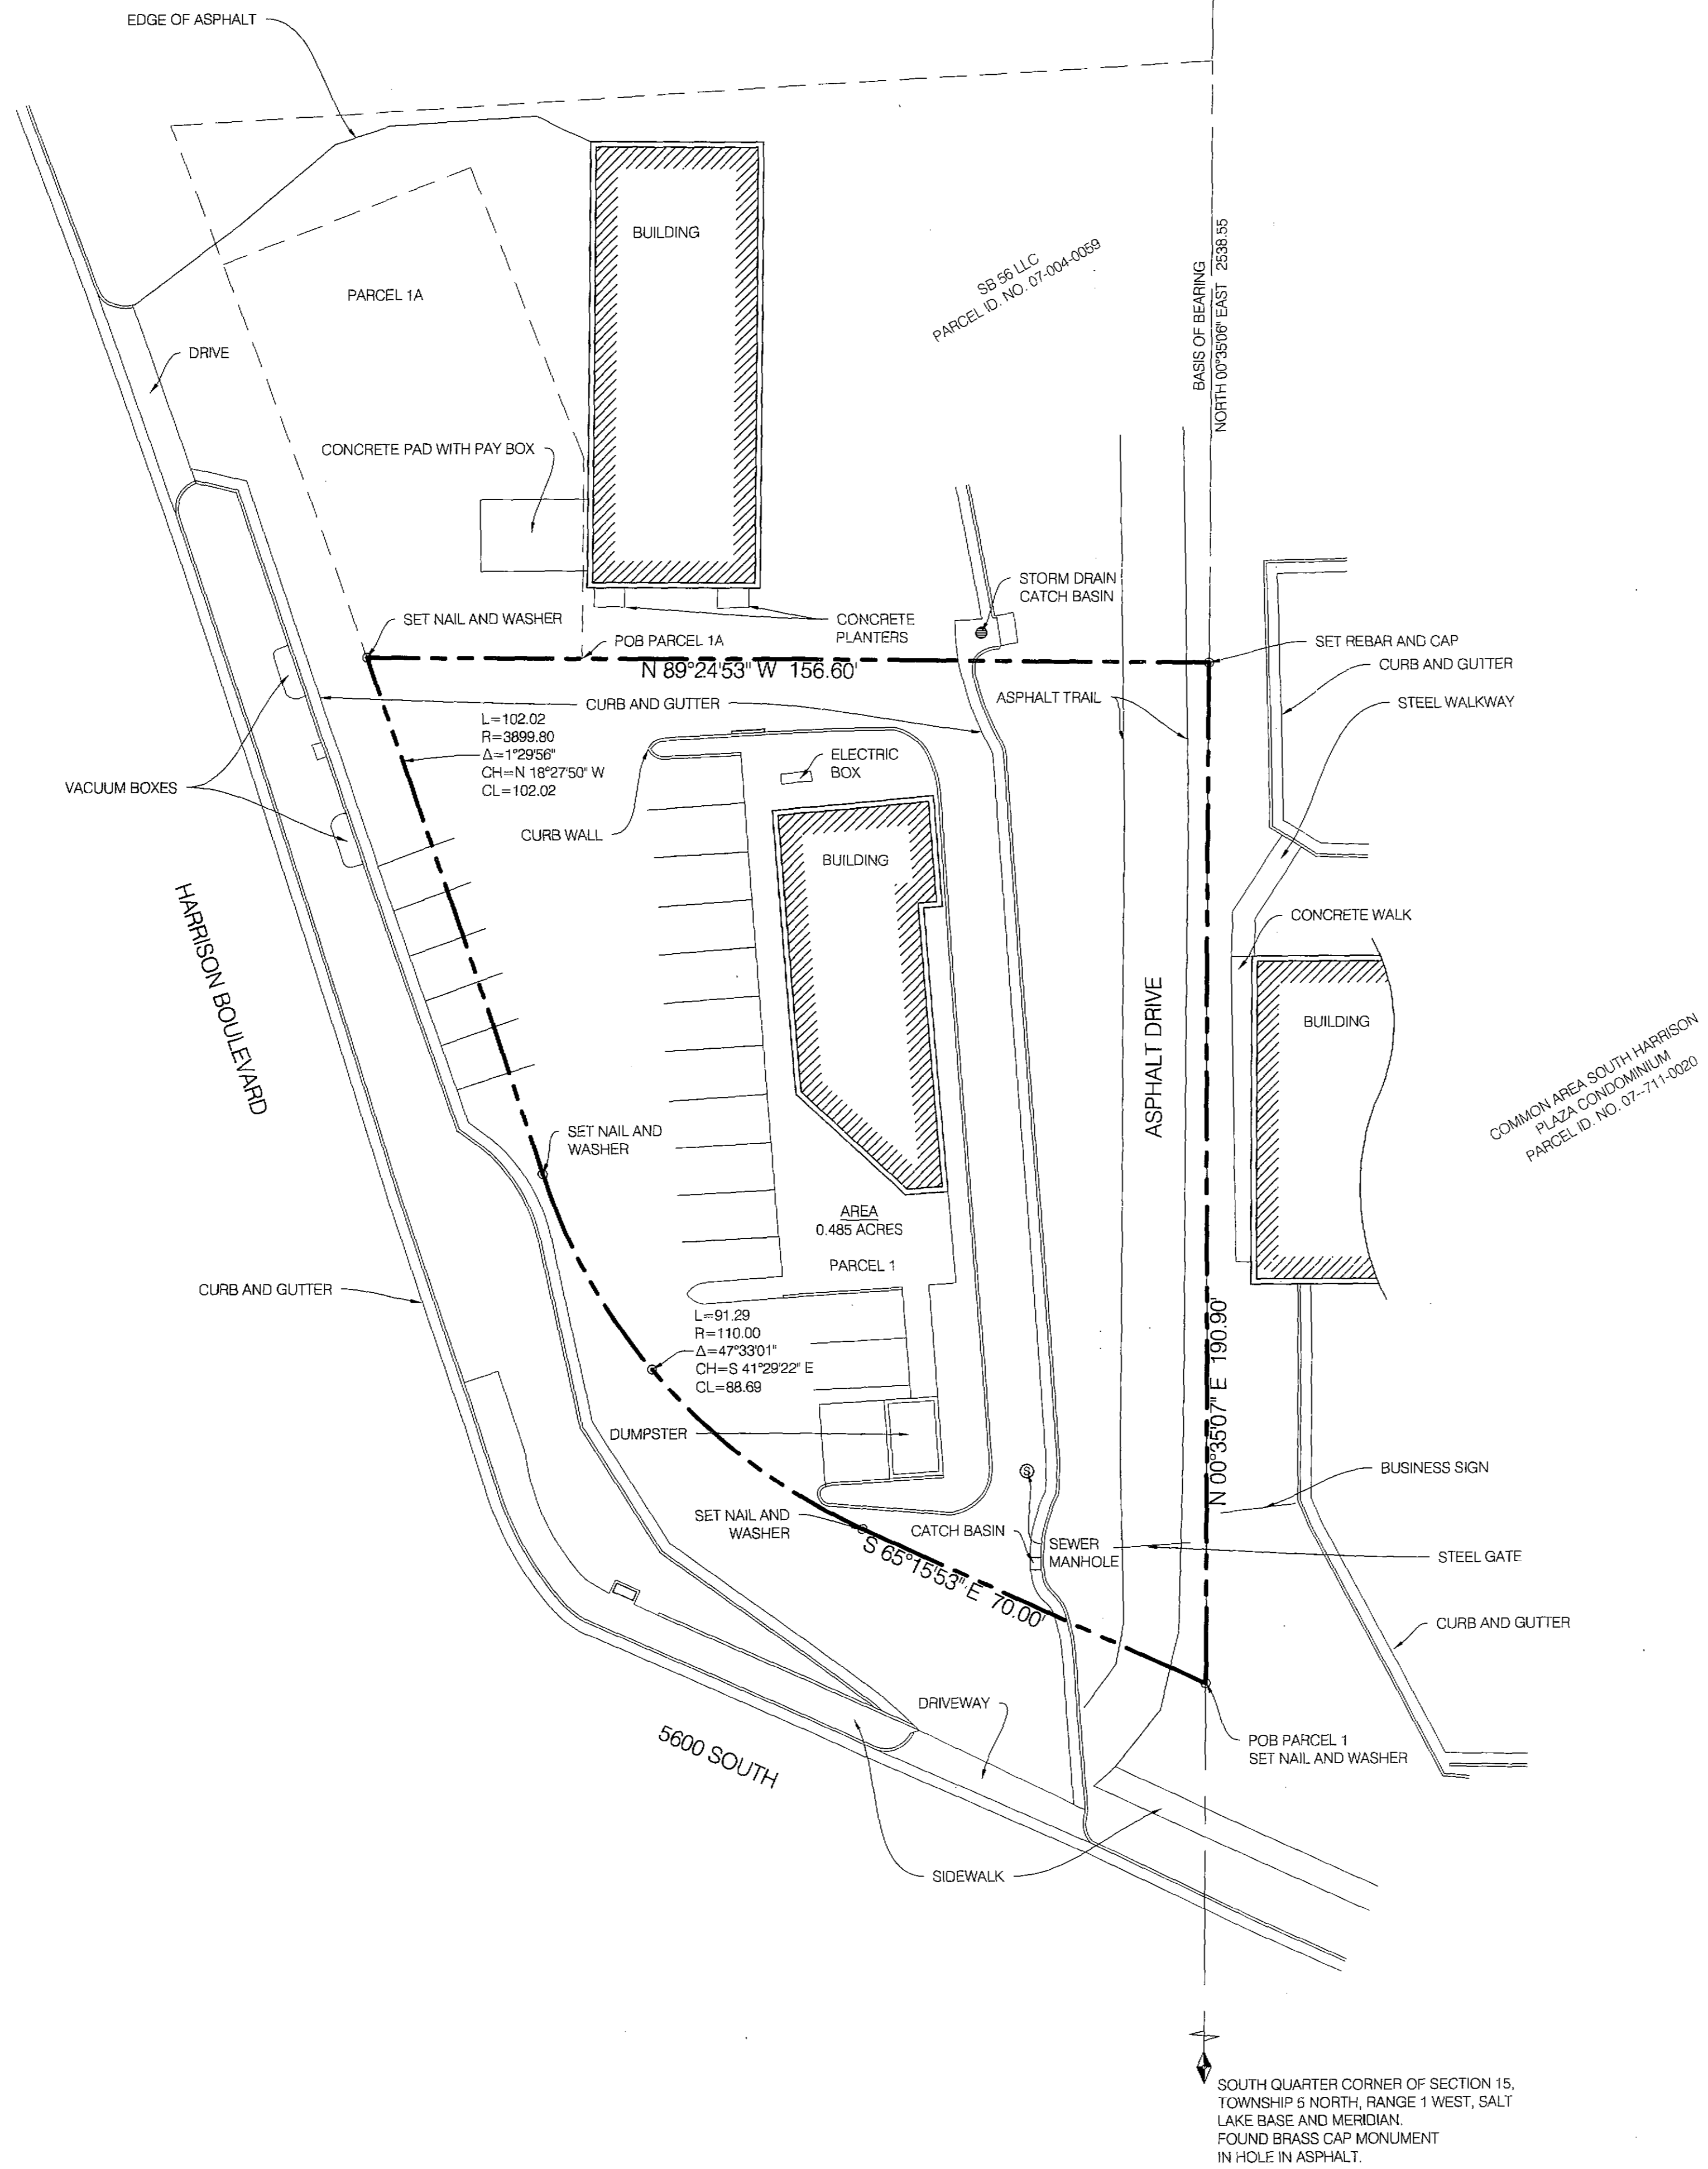 EDGE OF ASPHALT
BUILDING
SB 56 LLC
PARCEL ID. NO. 07-004-0059
BASIS OF BEARING
NORTH 00°35'06" EAST 2538.55
PARCEL 1A
DRIVE
CONCRETE PAD WITH PAY BOX
STORM DRAIN
CATCH BASIN
SET NAIL AND WASHER
CONCRETE
PLANTERS
POB PARCEL 1A
SET REBAR AND CAP
N 89°24'53" W 156.60'
CURB AND GUTTER
STEEL WALKWAY
ASPHALT TRAIL
CURB AND GUTTER
L=102.02
R=3899.80
Δ=1°29'56"
CH=N 18°27'50" W
CL=102.02
ELECTRIC
BOX
VACUUM BOXES
CURB WALL
BUILDING
HARRISON BOULEVARD
CONCRETE WALK
BUILDING
ASPHALT DRIVE
COMMON AREA SOUTH HARRISON
PLAZA CONDOMINIUM
PARCEL ID. NO. 07--711-0020
SET NAIL AND
WASHER
AREA
0.485 ACRES
PARCEL 1
CURB AND GUTTER
L=91.29
R=110.00
Δ=47°33'01"
CH=S 41°29'22" E
CL=88.69
N 00°35'07" E 190.90'
DUMPSTER
S
BUSINESS SIGN
SET NAIL AND
WASHER
CATCH BASIN
SEWER
MANHOLE
STEEL GATE
S 65°15'53" E 70.00'
CURB AND GUTTER
DRIVEWAY
5600 SOUTH
POB PARCEL 1
SET NAIL AND WASHER
SIDEWALK
SOUTH QUARTER CORNER OF SECTION 15,
TOWNSHIP 5 NORTH, RANGE 1 WEST, SALT
LAKE BASE AND MERIDIAN.
FOUND BRASS CAP MONUMENT
IN HOLE IN ASPHALT.